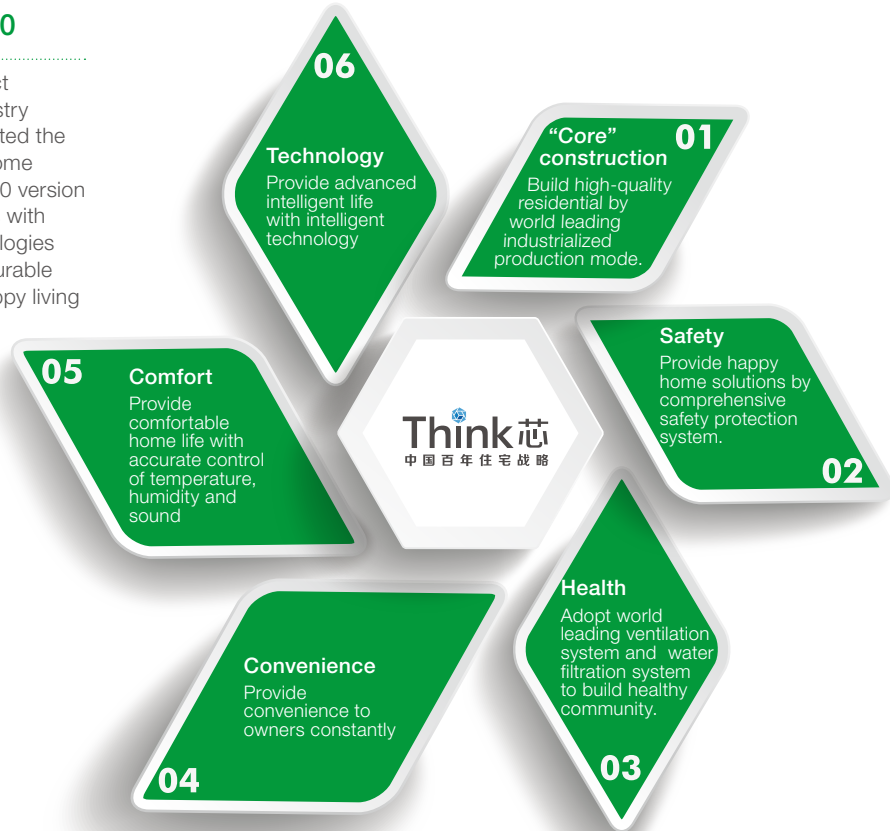 0
ct
stry
ted the
ome
0 version
with
logies
urable
ppy living
06
Technology
Provide advanced
intelligent life
with intelligent
technology
01
“Core”
construction
Build high-quality
residential by
world leading
industrialized
production mode.
Safety
Provide happy
home solutions by
comprehensive
safety protection
system.
02
05
Comfort
Provide
comfortable
home life with
accurate control
of temperature,
humidity and
sound
Think芯
中国百年住宅战略
Health
Adopt world
leading ventilation
system and water
filtration system
to build healthy
community.
03
Convenience
Provide
convenience to
owners constantly
04